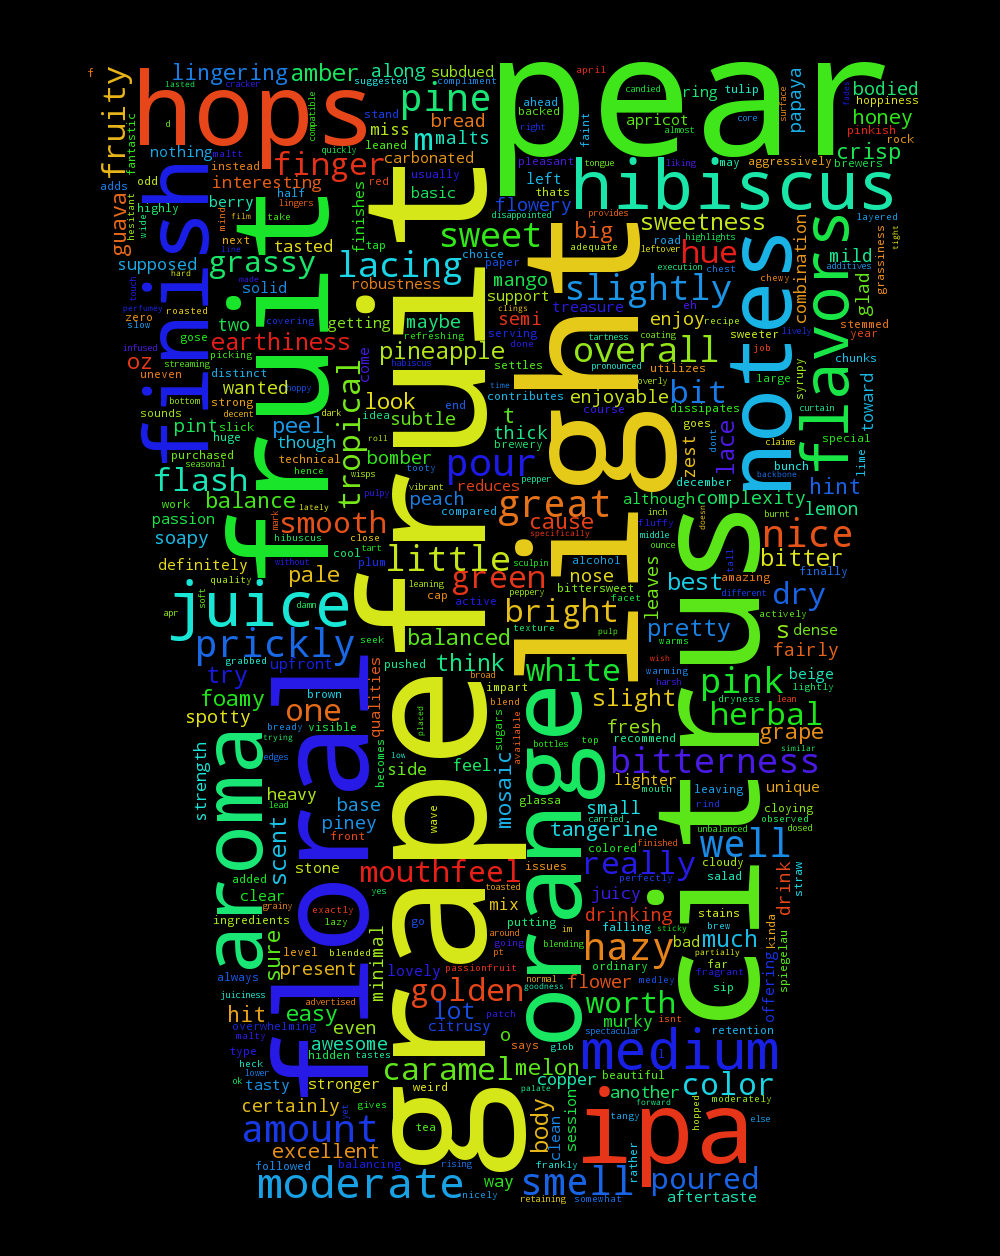 f
fruity
lasted
fantastic
lingering
cracker
amber
along
subdued
suggested
compliment
hops
pear
april
candied
ring
tulip
core
surface
papaya
faded
bodied
hoppiness
honey
pinkish
rock
crisp
brewers
pine
bread
stand
miss
m
malts
leaned
compatible
quickly
d
ahead
backed
right
faint
apricot
almost
nothing
maltt
instead
finger
carbonated
pleasant
tongue
liking
may
aggressively
adds
odd
interesting
half
red
usually
basic
left
thats
flowery
hibiscus
disappointed
provides
highly
hesitant
wide
berry
lingers
film
take
mind
finishes
tap
sweet
big
adequate
sweetness
layered
guava
finish
next
tasted
lacing
choice
paper
road
highlights
leftover
hue
execution
chest
chewy
combination
flavors
mild
additives
grassiness
tight
supposed
hard
grassy
lime
made
solid
robustness
mango
slightly
notes
glad
touch
perfumey
zero
roasted
fruit
covering
getting
support
clings
treasure
eh
enjoy
recipe
sweeter
lively
stemmed
year
slow
gose
two
maybe
semi
refreshing
serving
done
tartness
coating
infused
streaming
oz
earthiness
picking
come
pineapple
settles
pronounced
overall
job
large
chunks
uneven
distinct
hoppy
tropical
habiscus
time
contributes
overly
utilizes
syrupy
toward
bottom
wanted
strong
decent
dark
look
end
enjoyable
bit
dissipates
curtain
sounds
pint
slick
peel
idea
subtle
t
thick
course
goes
dont
lace
zest
special
huge
though
roll
brewery
claims
lime
purchased
seasonal
technical
bomber
pour
pepper
light
bunch
backbone
flash
hence
wisps
tooty
vibrant
reduces
december
hint
work
balance
lately
pulpy
peach
compared
great
inch
although
complexity
lemon
passion
mark
smooth
cause
specifically
fluffy
doesn
burnt
soapy
hibuscus
close
middle
ounce
nice
without
cool
tart
plum
little
sculpin
alcohol
tall
bitter
definitely
quality
pale
leaning
green
nose
bittersweet
leaves
best
amazing
different
finally
soft
damn
cap
active
peppery
facet
dry
actively
apr
juice
bright
texture
pulp
pretty
s
dense
prickly
seek
balanced
warms
fairly
grabbed
upfront
pushed
think
broad
white
wish
warming
harsh
beige
lightly
try
foamy
brown
one
qualities
impart
slight
pink
dryness
lean
spotty
bready
visible
placed
blend
sugars
available
fresh
herbal
grape
trying
edges
floral
grapefruit
low
becomes
bottles
top
recommend
similar
strength
aroma
heavy
side
feel
mosaic
orange
bitterness
citrus
lighter
mouth
leaving
unique
lead
base
wave
glassa
small
rind
cloying
scent
piney
front
carried
tangerine
unbalanced
observed
dosed
stone
mouthfeel
issues
colored
finished
well
added
yes
toasted
really
perfectly
cloudy
salad
straw
clear
grainy
exactly
lazy
mix
juicy
drink
ingredients
go
putting
drinking
sticky
stains
around
im
falling
brew
kinda
sure
level
blended
going
pt
blending
hazy
bad
much
partially
far
always
present
minimal
lovely
passionfruit
ordinary
fragrant
spiegelau
juiciness
normal
goodness
flower
medley
sip
offering
advertised
golden
worth
hit
easy
lot
patch
murky
isnt
overwhelming
malty
even
citrusy
o
spectacular
retention
type
awesome
says
glob
medium
l
heck
lower
hidden
tastes
caramel
melon
ok
tasty
stronger
weird
palate
copper
beautiful
another
color
moderately
certainly
yet
gives
tea
body
session
forward
hopped
tangy
else
amount
clean
ipa
excellent
followed
balancing
rising
frankly
rather
moderate
nicely
way
smell
retaining
somewhat
poured
aftertaste